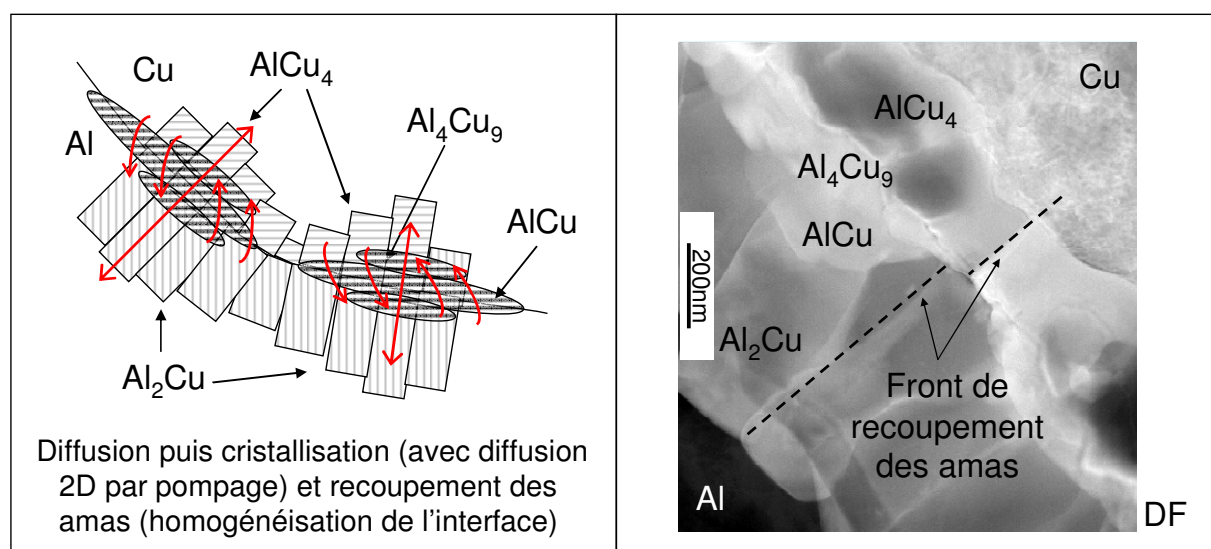 Cu
AlCu₄
Al₄Cu₉
Al
AlCu
Al₂Cu
Diffusion puis cristallisation (avec diffusion
2D par pompage) et recoupement des
amas (homogénéisation de l'interface)
Cu
AlCu₄
Al₄Cu₉
AlCu
200nm
Al₂Cu
Front de
recoupement
des amas
Al
DF